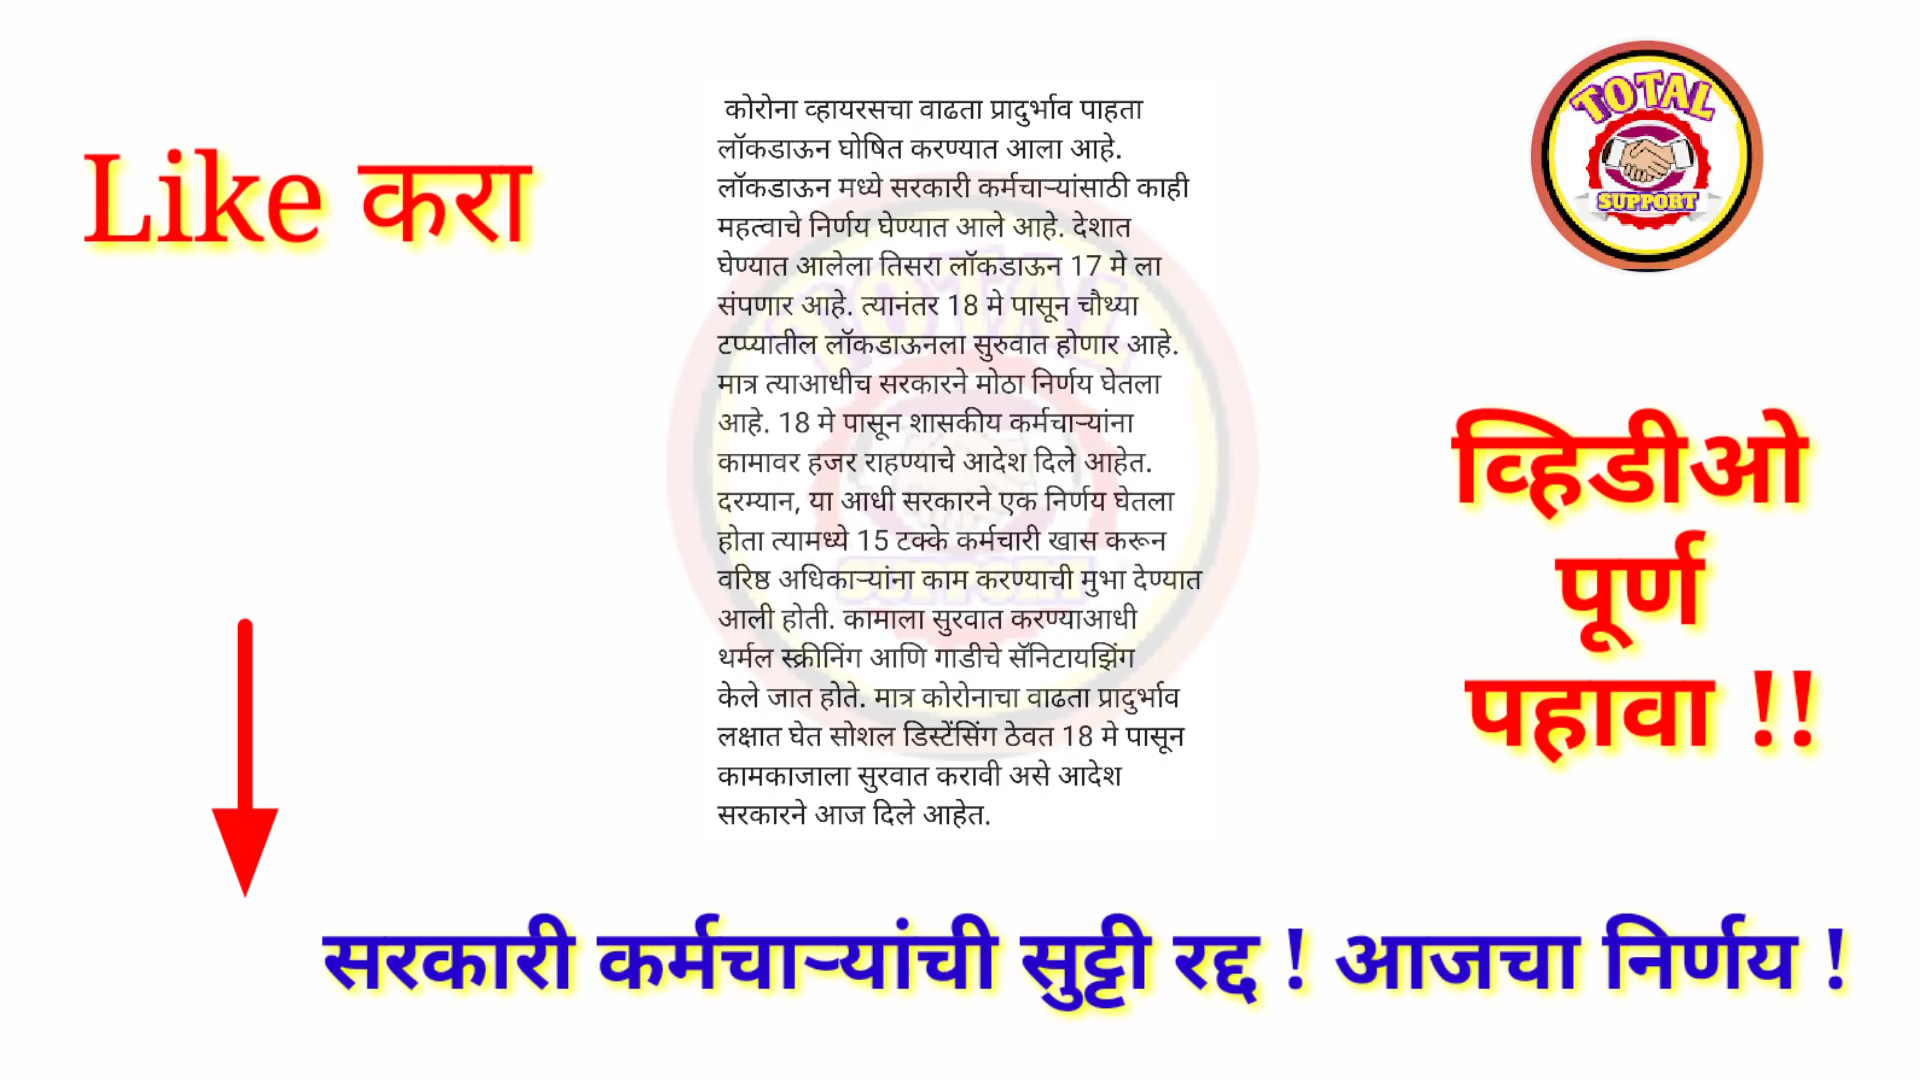 Like करा
TOTAL
SUPPORT
कोरोना व्हायरसचा वाढता प्रादुर्भाव पाहता
लॉकडाऊन घोषित करण्यात आला आहे.
लॉकडाऊन मध्ये सरकारी कर्मचाऱ्यांसाठी काही
महत्वाचे निर्णय घेण्यात आले आहे. देशात
घेण्यात आलेला तिसरा लॉकडाऊन 17 मे ला
संपणार आहे. त्यानंतर 18 मे पासून चौथ्या
टप्प्यातील लॉकडाऊनला सुरुवात होणार आहे.
मात्र त्याआधीच सरकारने मोठा निर्णय घेतला
आहे. 18 मे पासून शासकीय कर्मचाऱ्यांना
कामावर हजर राहण्याचे आदेश दिले आहेत.
दरम्यान, या आधी सरकारने एक निर्णय घेतला
होता त्यामध्ये 15 टक्के कर्मचारी खास करून
वरिष्ठ अधिकाऱ्यांना काम करण्याची मुभा देण्यात
आली होती. कामाला सुरवात करण्याआधी
थर्मल स्क्रीनिंग आणि गाडीचे सॅनिटायझिंग
केले जात होते. मात्र कोरोनाचा वाढता प्रादुर्भाव
लक्षात घेत सोशल डिस्टेंसिंग ठेवत 18 मे पासून
कामकाजाला सुरवात करावी असे आदेश
सरकारने आज दिले आहेत.
TOTAL
SUPPORT
व्हिडीओ
पूर्ण
पहावा !!
सरकारी कर्मचाऱ्यांची सुट्टी रद्द ! आजचा निर्णय !